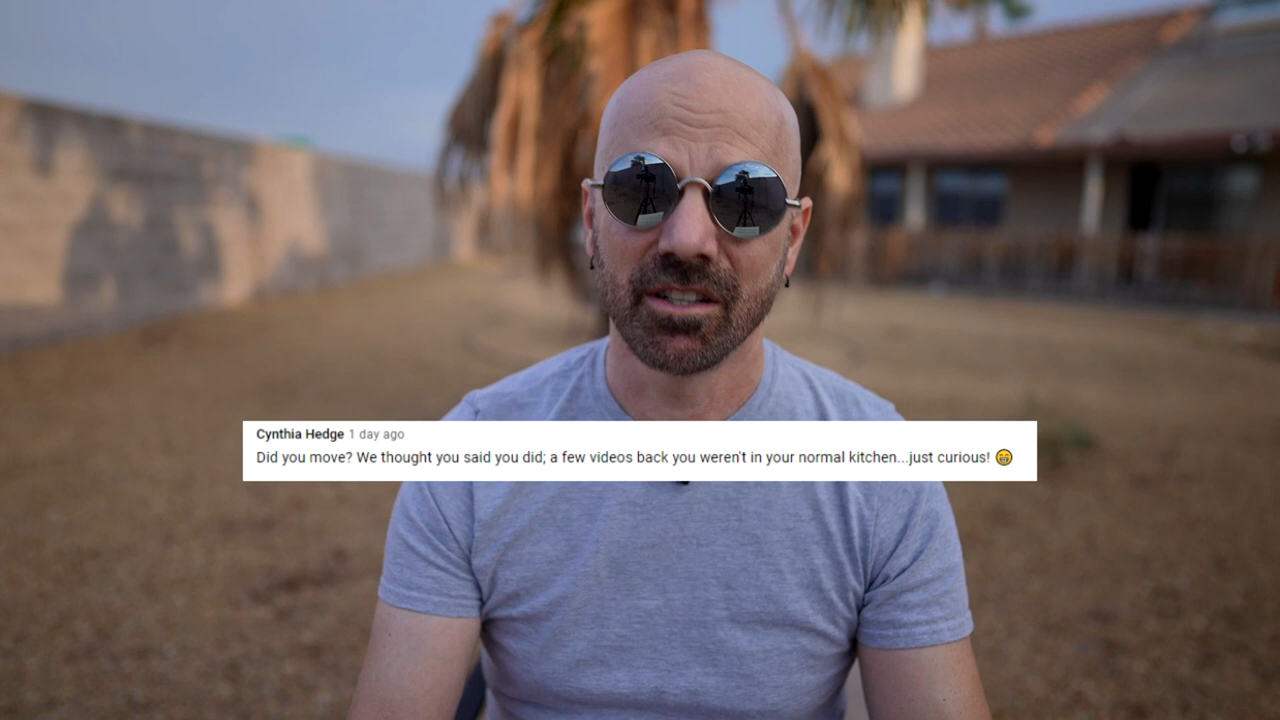 Cynthia Hedge 1 day ago
Did you move? We thought you said you did; a few videos back you weren't in your normal kitchen...just curious! 😁